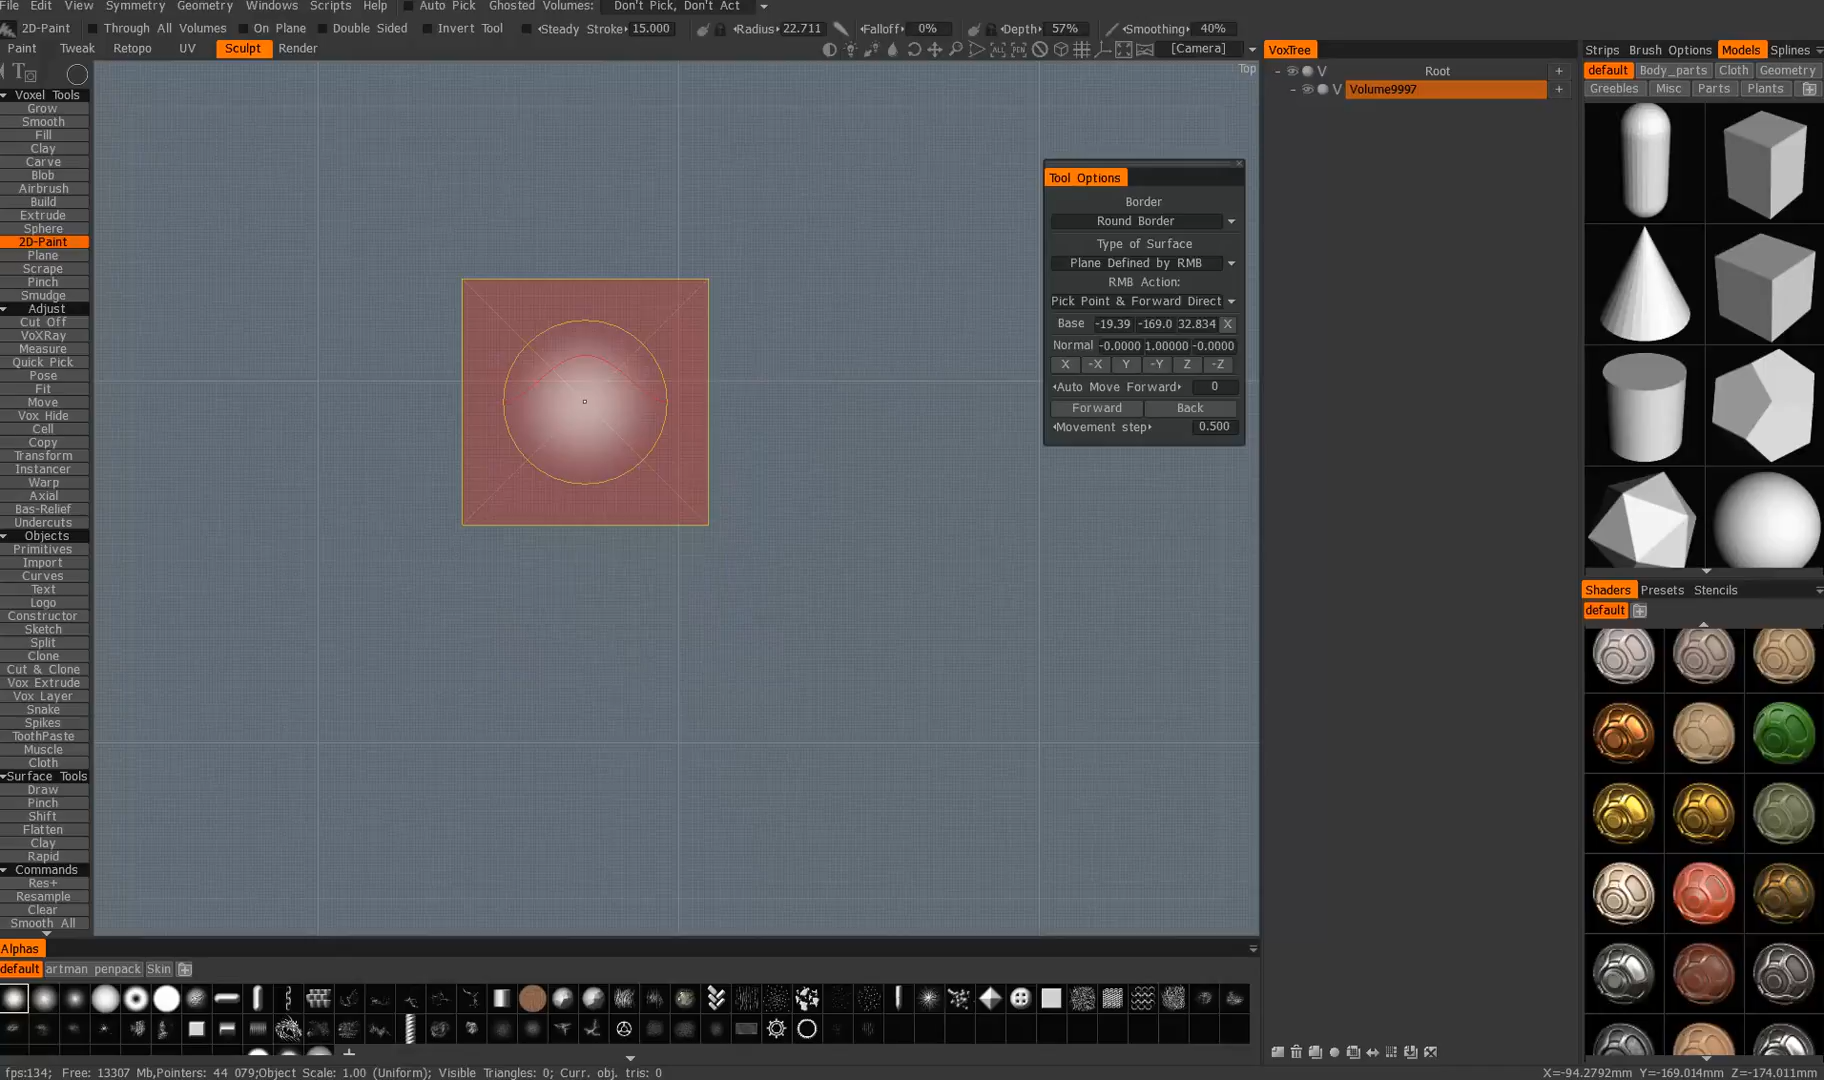 File Edit View Symmetry Geometry Windows Scripts Help Auto Pick Ghosted Volumes: Don't Pick, Don't Act
2D-Paint Through All Volumes On Plane Double Sided Invert Tool Steady Stroke 15.000 Radius 22.711 Falloff 0% Depth 57% Smoothing 40%
Paint Tweak Retopo UV Sculpt Render [Camera]
VoxTree
Root
Volume9997
Strips Brush Options Models Splines
default Body_parts Cloth Geometry
Greebles Misc Parts Plants
Top
Voxel Tools
Grow
Smooth
Fill
Clay
Carve
Blob
Airbrush
Build
Extrude
Sphere
2D-Paint
Plane
Scrape
Pinch
Smudge
Adjust
Cut Off
VoXRay
Measure
Quick Pick
Pose
Fit
Move
Vox Hide
Cell
Copy
Transform
Instancer
Warp
Axial
Bas-Relief
Undercuts
Objects
Primitives
Import
Curves
Text
Logo
Constructor
Sketch
Split
Clone
Cut & Clone
Vox Extrude
Vox Layer
Snake
Spikes
ToothPaste
Muscle
Cloth
Surface Tools
Draw
Pinch
Shift
Flatten
Clay
Rapid
Commands
Res+
Resample
Clear
Smooth All
Tool Options
Border
Round Border
Type of Surface
Plane Defined by RMB
RMB Action:
Pick Point & Forward Direct
Base -19.39 -169.0 32.834 X
Normal -0.0000 1.00000 -0.0000
X -X Y -Y Z -Z
Auto Move Forward 0
Forward Back
Movement step 0.500
Shaders Presets Stencils
default
Alphas
default artman penpack Skin
fps:134; Free: 13307 Mb,Pointers: 44 079;Object Scale: 1.00 (Uniform); Visible Triangles: 0; Curr. obj. tris: 0
X=-94.2792mm Y=-169.014mm Z=-174.011mm